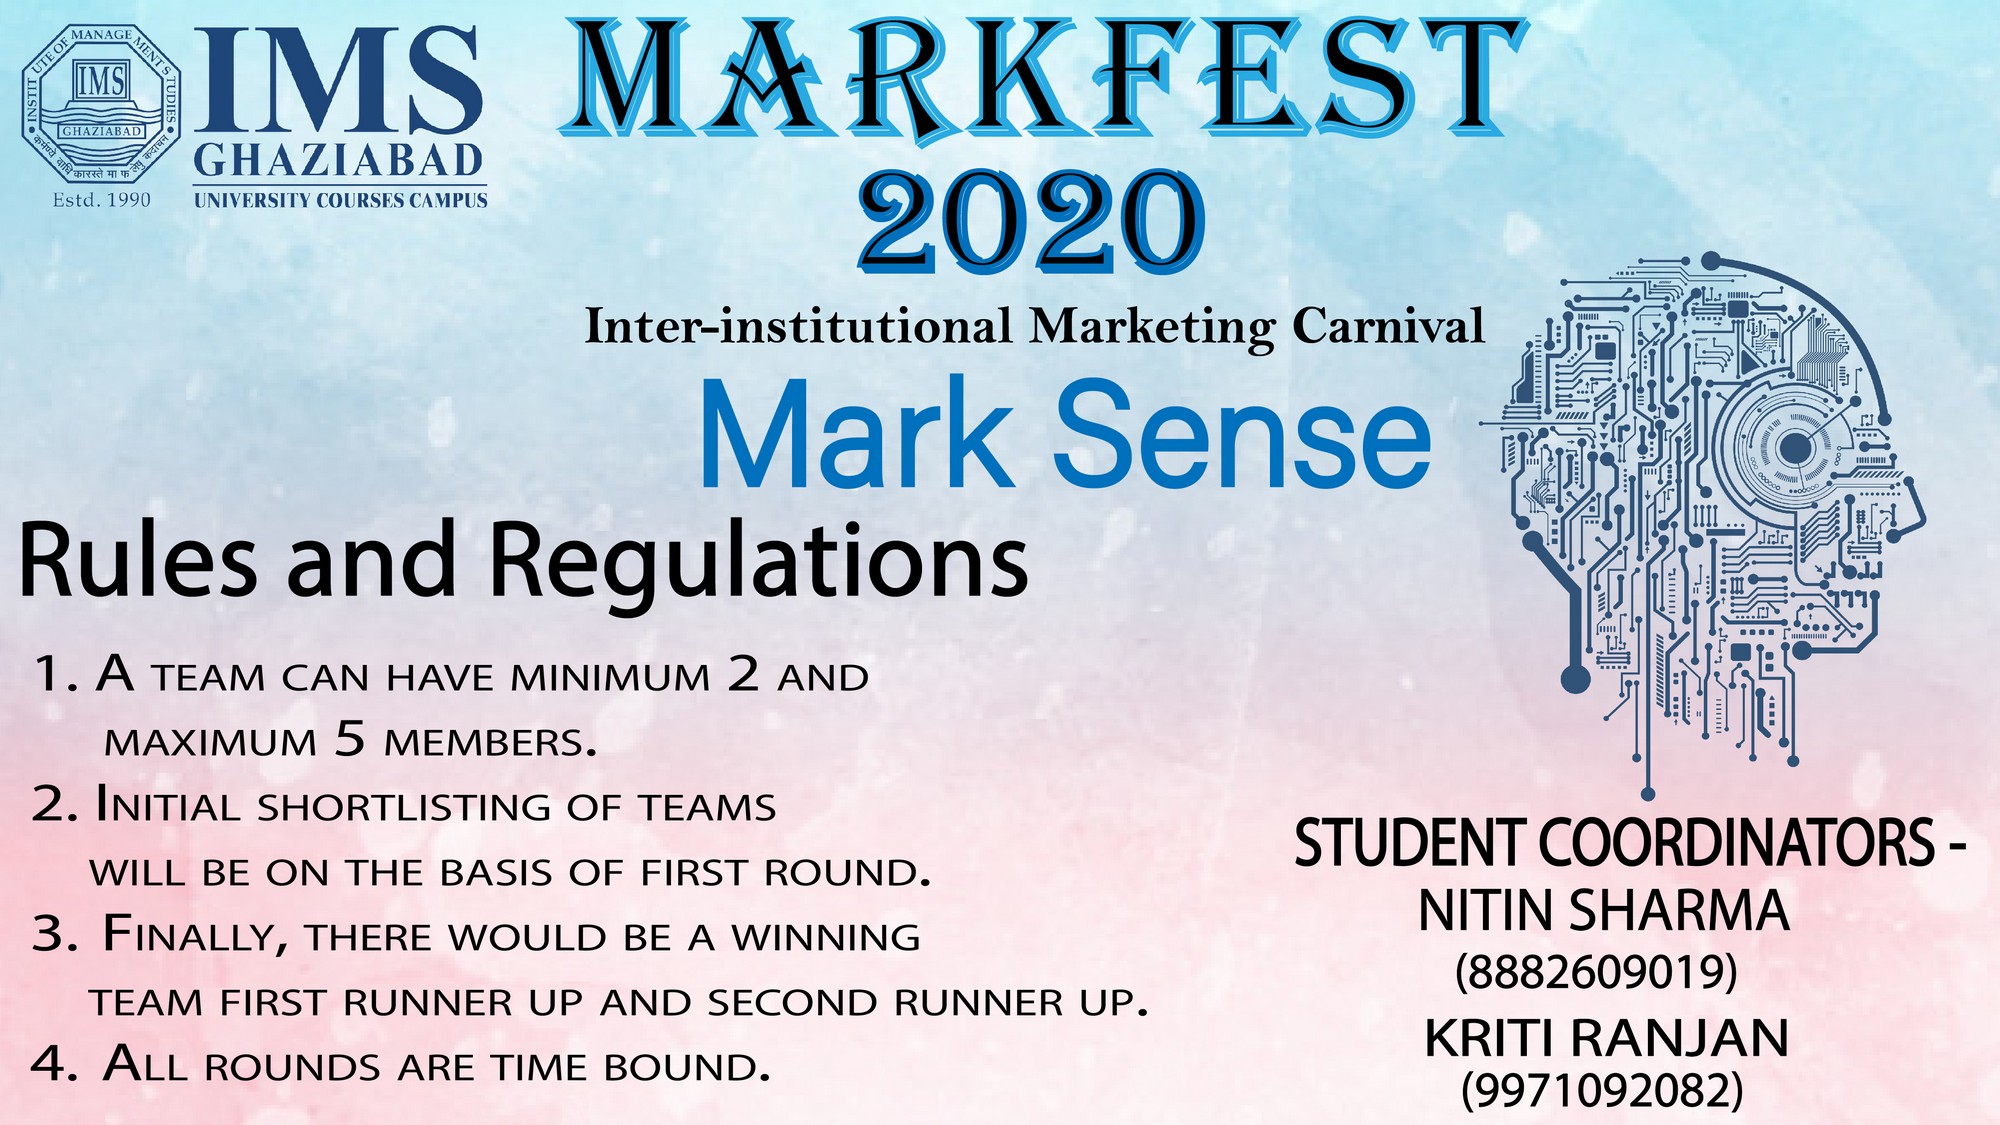 INSTITUTE OF MANAGEMENT STUDIES
IMS
GHAZIABAD
Estd. 1990
IMS
GHAZIABAD
UNIVERSITY COURSES CAMPUS
MARKFEST
2020
Inter-institutional Marketing Carnival
Mark Sense
Rules and Regulations
1. A TEAM CAN HAVE MINIMUM 2 AND
MAXIMUM 5 MEMBERS.
2. INITIAL SHORTLISTING OF TEAMS
WILL BE ON THE BASIS OF FIRST ROUND.
3. FINALLY, THERE WOULD BE A WINNING
TEAM FIRST RUNNER UP AND SECOND RUNNER UP.
4. ALL ROUNDS ARE TIME BOUND.
STUDENT COORDINATORS -
NITIN SHARMA
(8882609019)
KRITI RANJAN
(9971092082)